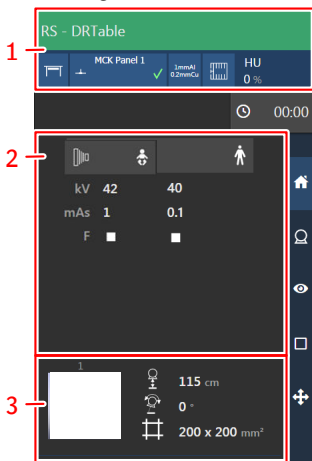 RS - DRTable
1
MCK Panel 1
1mmAl
0.2mmCu
HU
0 %
00:00
2
kV 42 40
mAs 1 0.1
F
3
1
115 cm
0 °
200 x 200 mm²